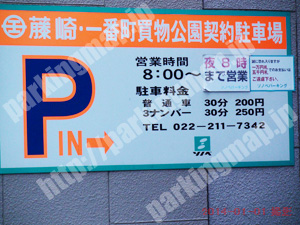 藤崎・一番町買物公園契約駐車場
営業時間
8:00〜
夜8時
まで営業
駐車料金
普通車 30分 200円
3ナンバー 30分 250円
TEL 022-211-7342
P
IN→